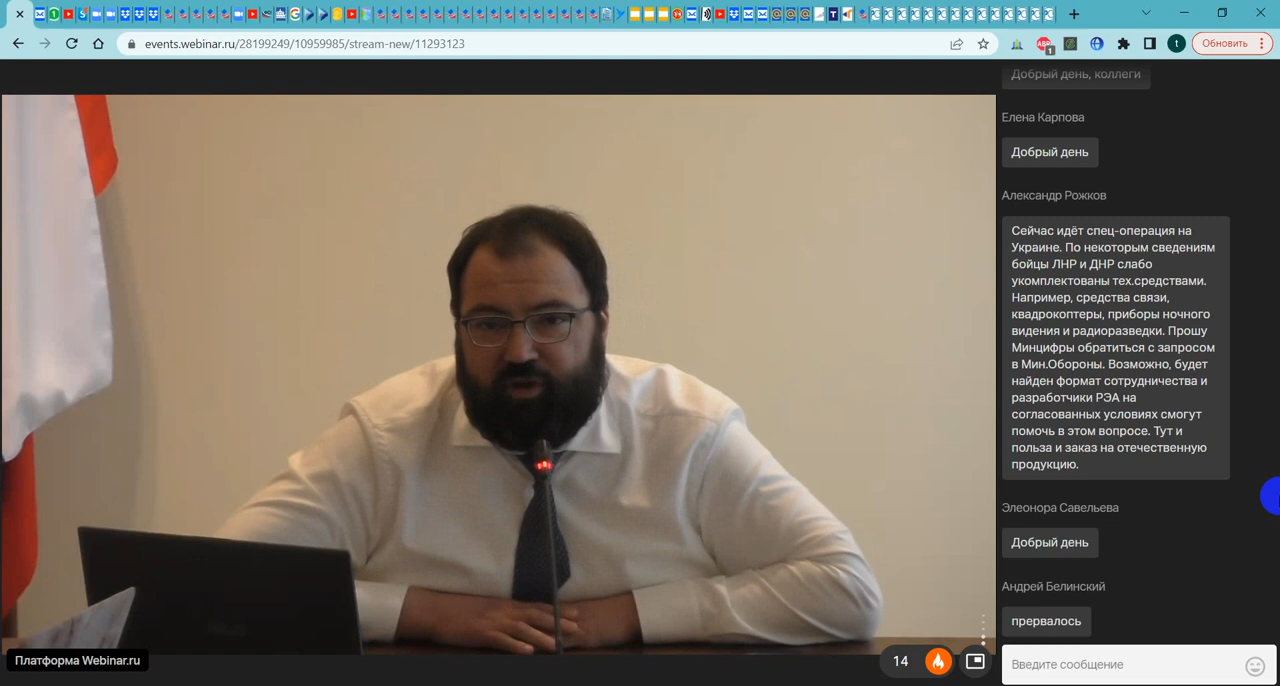 events.webinar.ru/28199249/10959985/stream-new/11293123
Обновить
Добрый день, коллеги
Елена Карпова
Добрый день
Александр Рожков
Сейчас идёт спец-операция на
Украине. По некоторым сведениям
бойцы ЛНР и ДНР слабо
укомплектованы тех.средствами.
Например, средства связи,
квадрокоптеры, приборы ночного
видения и радиоразведки. Прошу
Минцифры обратиться с запросом
в Мин.Обороны. Возможно, будет
найден формат сотрудничества и
разработчики РЭА на
согласованных условиях смогут
помочь в этом вопросе. Тут и
польза и заказ на отечественную
продукцию.
Элеонора Савельева
Добрый день
Андрей Белинский
прервалось
Платформа Webinar.ru
14
Введите сообщение